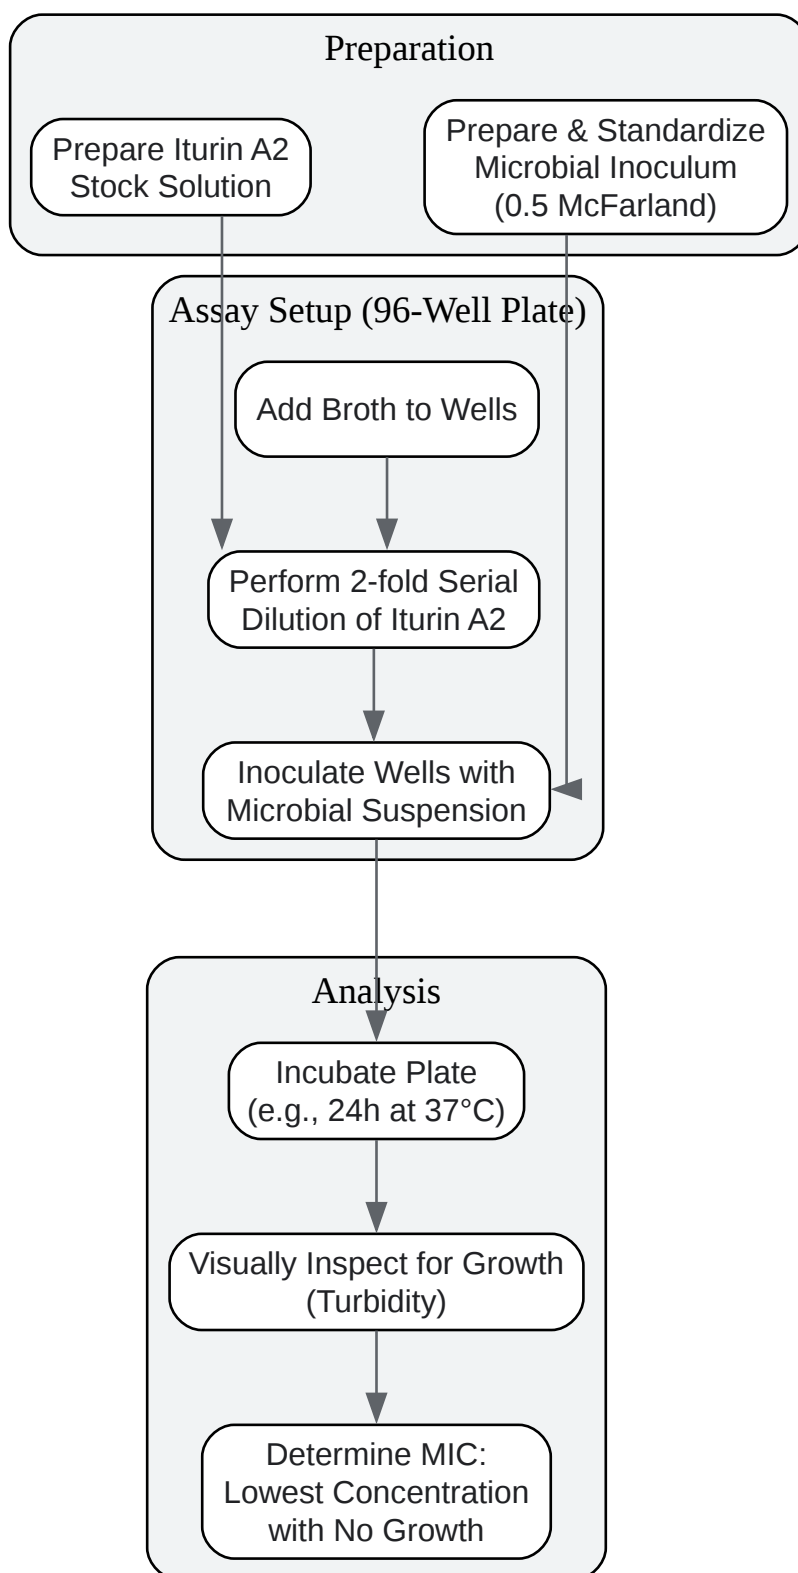 Preparation
Prepare Iturin A2
Stock Solution
Prepare & Standardize
Microbial Inoculum
(0.5 McFarland)
Assay Setup (96-Well Plate)
Add Broth to Wells
Perform 2-fold Serial
Dilution of Iturin A2
Inoculate Wells with
Microbial Suspension
Analysis
Incubate Plate
(e.g., 24h at 37°C)
Visually Inspect for Growth
(Turbidity)
Determine MIC:
Lowest Concentration
with No Growth